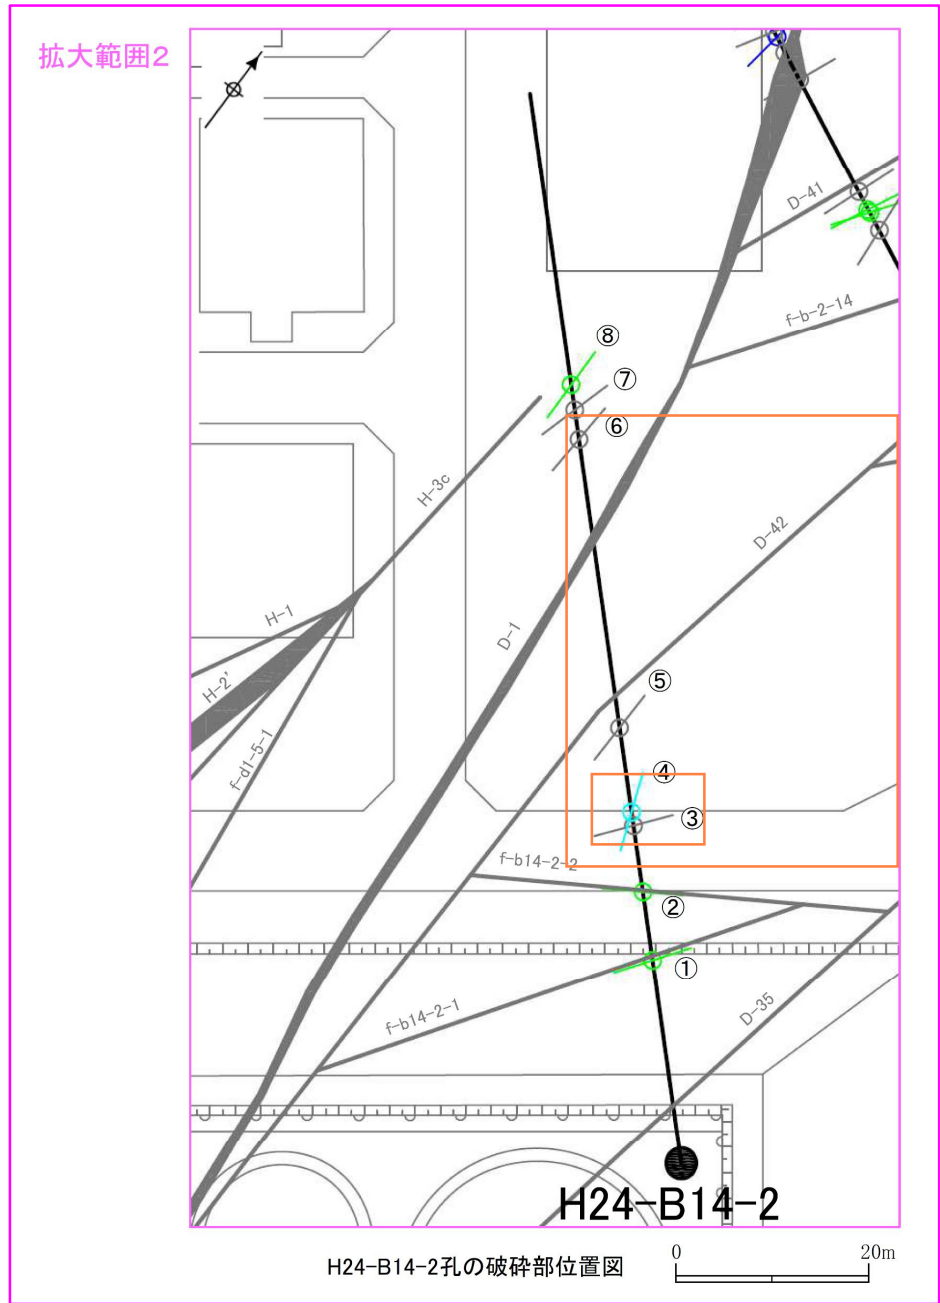 拡大範囲2
D-41
f-b-2-14
⑧
⑦
⑥
H-3c
D-42
H-1
D-1
H-2'
⑤
f-d1-5-1
④
③
f-b14-2-2
②
①
f-b14-2-1
D-35
H24-B14-2
H24-B14-2孔の破砕部位置図
0 20m